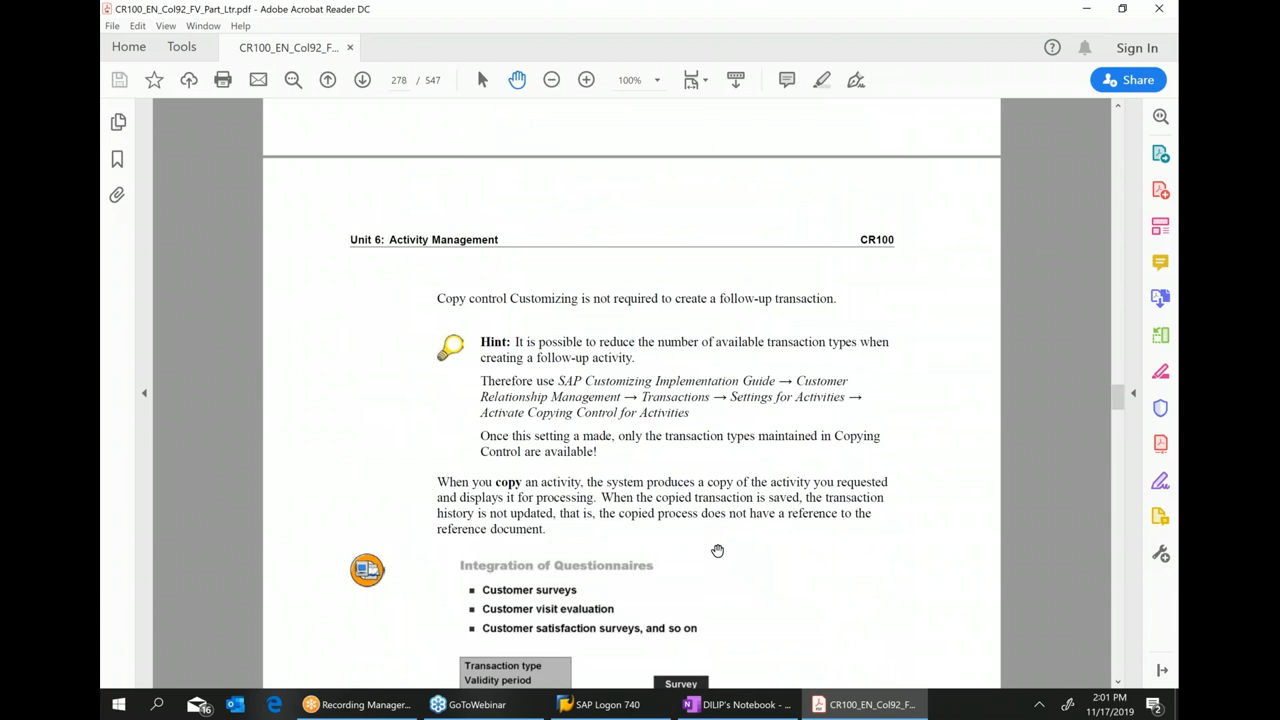 CR100_EN_Col92_FV_Part_Ltr.pdf - Adobe Acrobat Reader DC
File Edit View Window Help
Home Tools CR100_EN_Col92_F... × Sign In
278 / 547 100% Share
Unit 6: Activity Management CR100
Copy control Customizing is not required to create a follow-up transaction.
Hint: It is possible to reduce the number of available transaction types when
creating a follow-up activity.
Therefore use SAP Customizing Implementation Guide → Customer
Relationship Management → Transactions → Settings for Activities →
Activate Copying Control for Activities
Once this setting a made, only the transaction types maintained in Copying
Control are available!
When you copy an activity, the system produces a copy of the activity you requested
and displays it for processing. When the copied transaction is saved, the transaction
history is not updated, that is, the copied process does not have a reference to the
reference document.
Integration of Questionnaires
■ Customer surveys
■ Customer visit evaluation
■ Customer satisfaction surveys, and so on
Transaction type
Validity period
Survey
16 Recording Manager... GoToWebinar SAP Logon 740 DILIP's Notebook - ... CR100_EN_Col92_F... 2:01 PM
11/17/2019 2